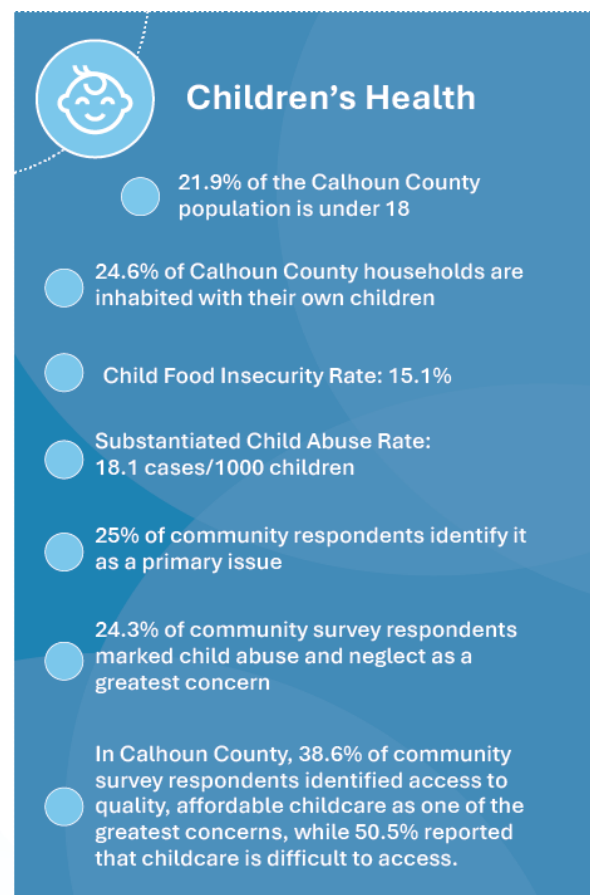 Children's Health
21.9% of the Calhoun County
population is under 18
24.6% of Calhoun County households are
inhabited with their own children
Child Food Insecurity Rate: 15.1%
Substantiated Child Abuse Rate:
18.1 cases/1000 children
25% of community respondents identify it
as a primary issue
24.3% of community survey respondents
marked child abuse and neglect as a
greatest concern
In Calhoun County, 38.6% of community
survey respondents identified access to
quality, affordable childcare as one of the
greatest concerns, while 50.5% reported
that childcare is difficult to access.